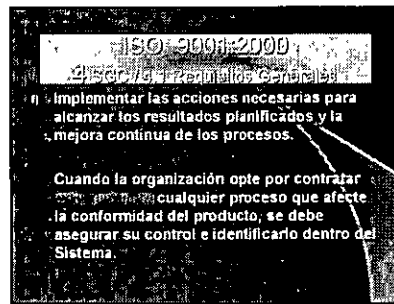 ISO 9001:2000
4. SGC / 4.1 Requisitos Generales
Implementar las acciones necesarias para
alcanzar los resultados planificados y la
mejora continua de los procesos.
Cuando la organización opte por contratar
cualquier proceso que afecte
la conformidad del producto, se debe
asegurar su control e identificarlo dentro del
Sistema.